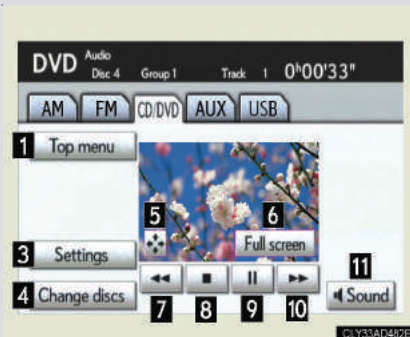 DVD Audio
Disc 4 Group 1 Track 1 0h00'33"
AM FM CD/DVD AUX USB
1 Top menu
5 6
Full screen
3 Settings
4 Change discs
7 8 9 10
11
Sound
CLY33AD482E